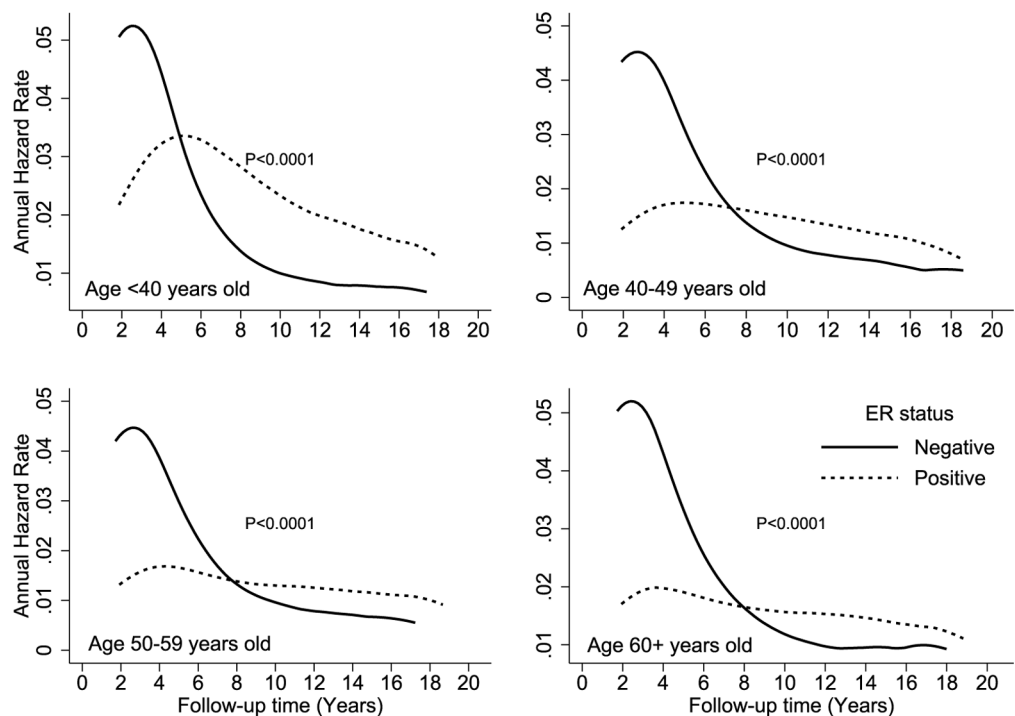 Annual Hazard Rate
.05
.04
.03
.02
.01
P<0.0001
Age <40 years old
0 2 4 6 8 10 12 14 16 18 20
.05
.04
.03
.02
.01
0
P<0.0001
Age 40-49 years old
0 2 4 6 8 10 12 14 16 18 20
Annual Hazard Rate
.05
.04
.03
.02
.01
0
P<0.0001
Age 50-59 years old
0 2 4 6 8 10 12 14 16 18 20
Follow-up time (Years)
.05
.04
.03
.02
.01
ER status
Negative
Positive
P<0.0001
Age 60+ years old
0 2 4 6 8 10 12 14 16 18 20
Follow-up time (Years)